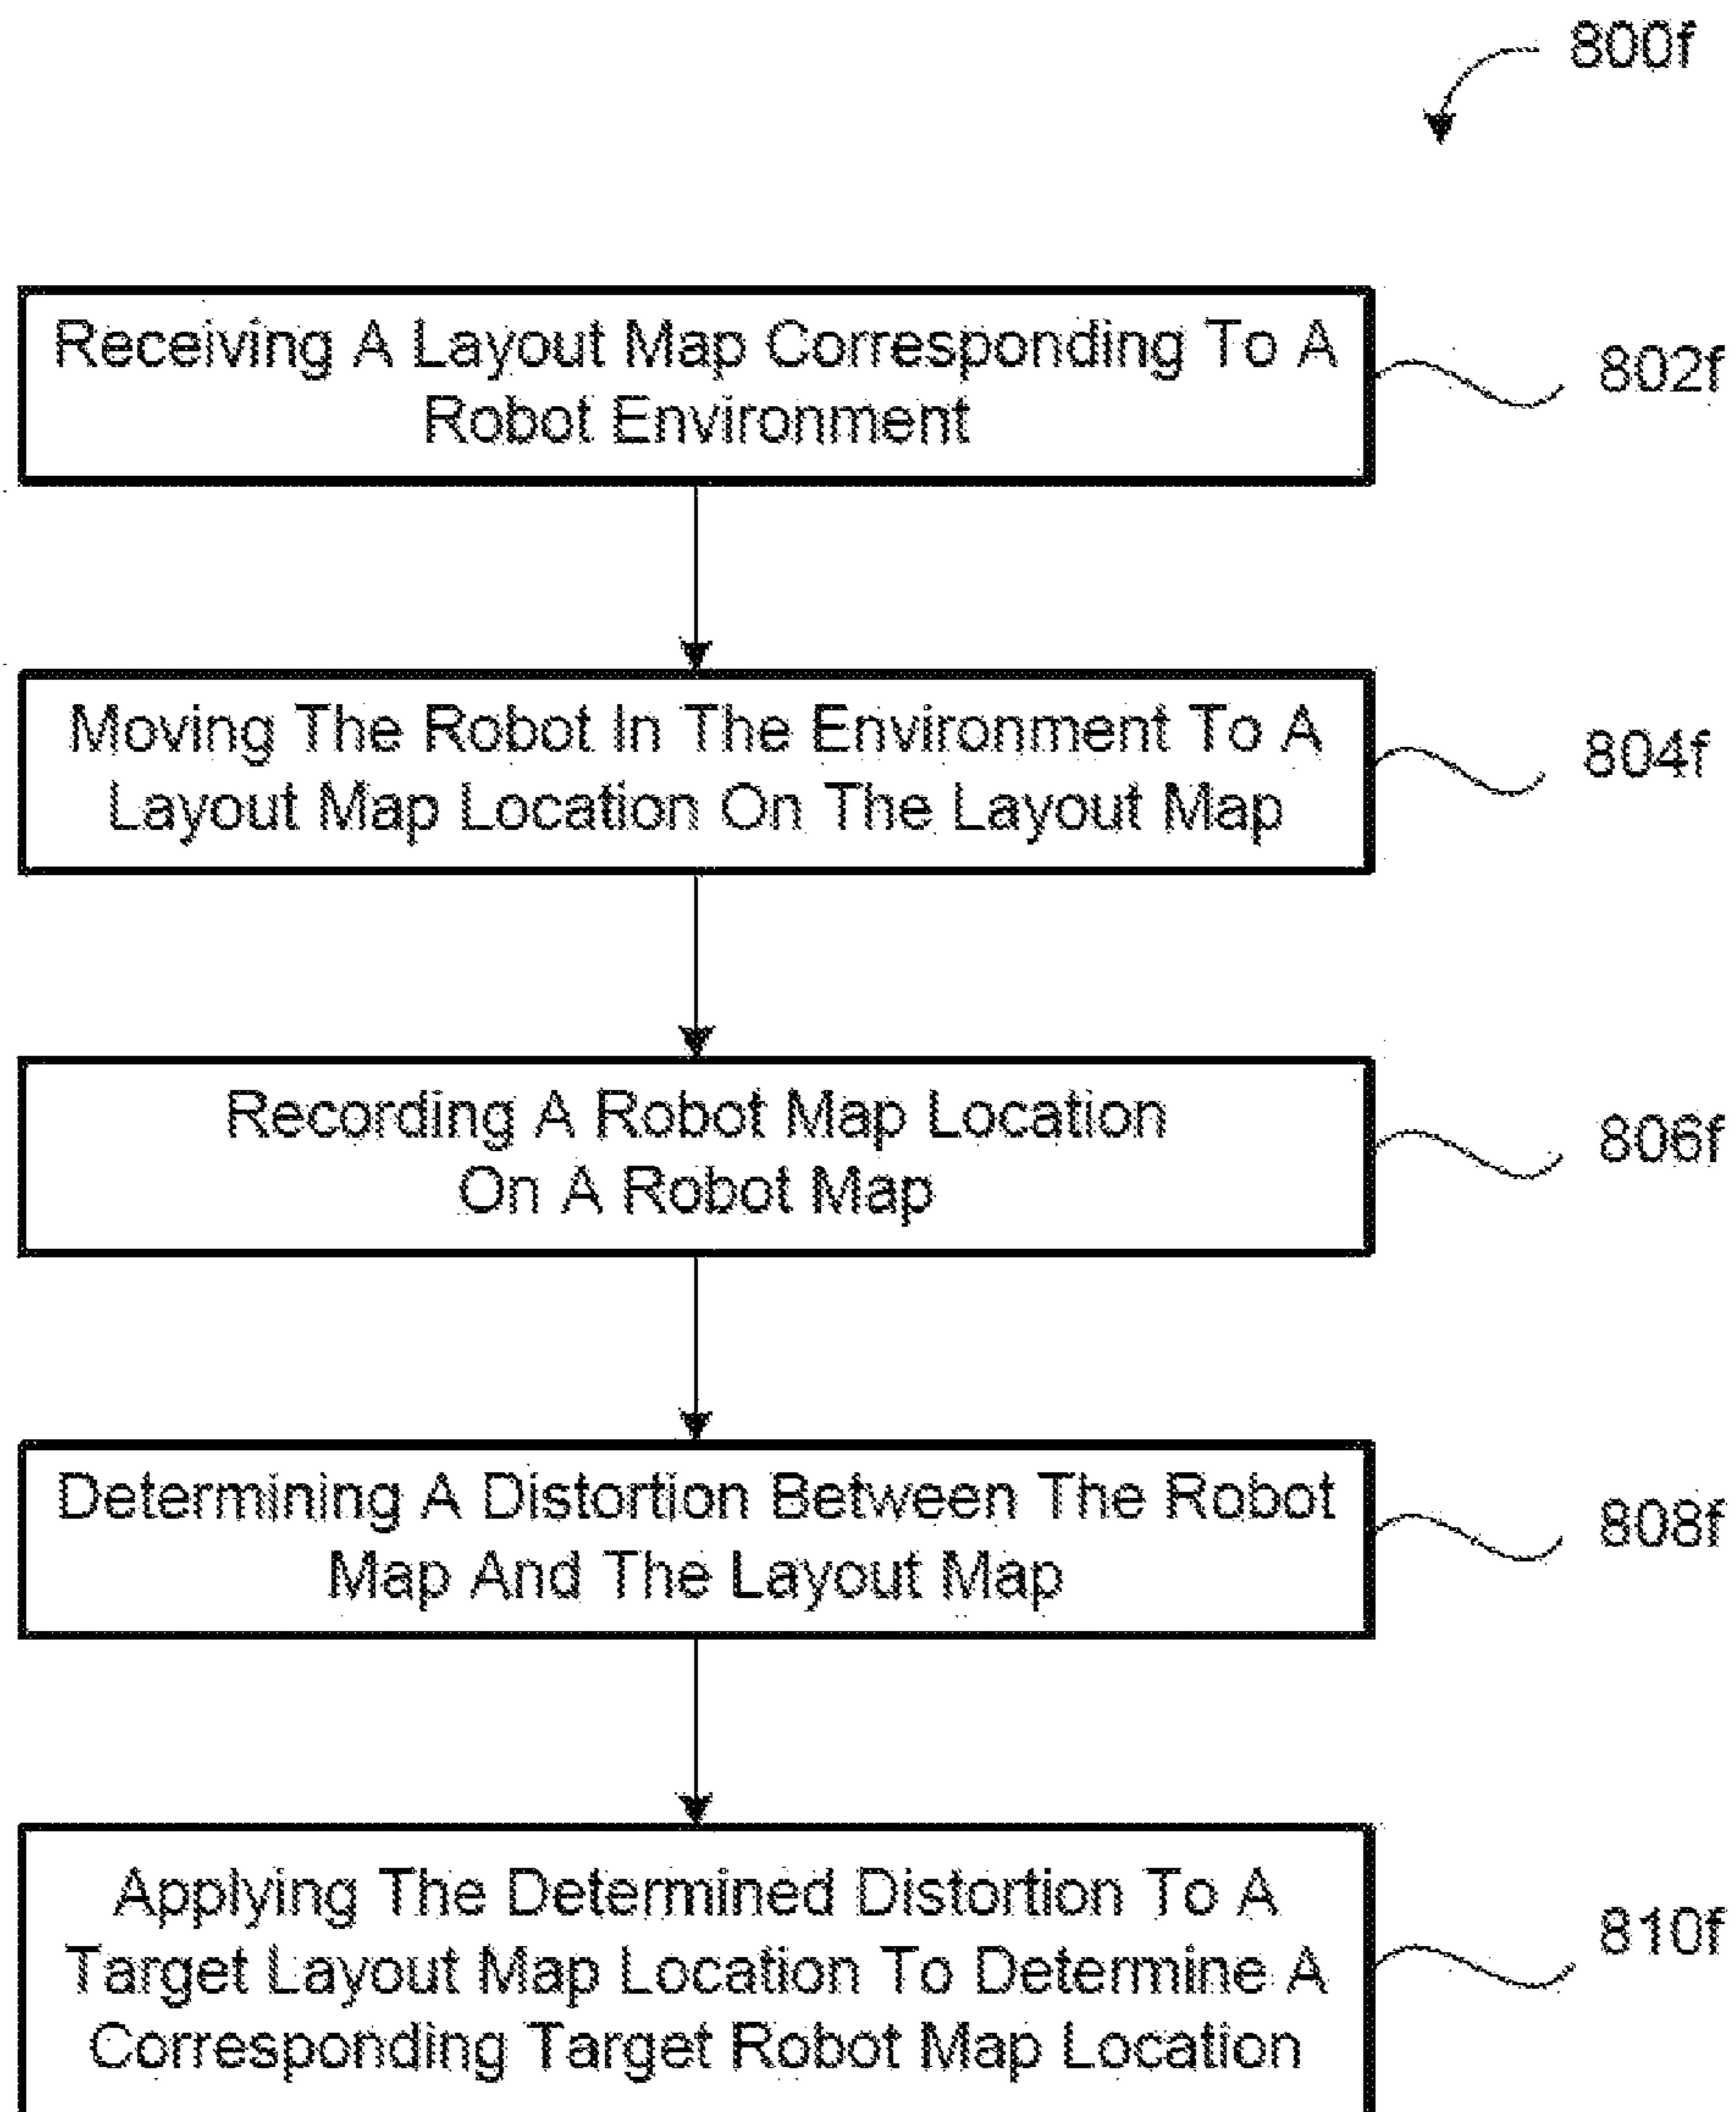 800f
Receiving A Layout Map Corresponding To A
Robot Environment
802f
Moving The Robot In The Environment To A
Layout Map Location On The Layout Map
804f
Recording A Robot Map Location
On A Robot Map
806f
Determining A Distortion Between The Robot
Map And The Layout Map
808f
Applying The Determined Distortion To A
Target Layout Map Location To Determine A
Corresponding Target Robot Map Location
810f